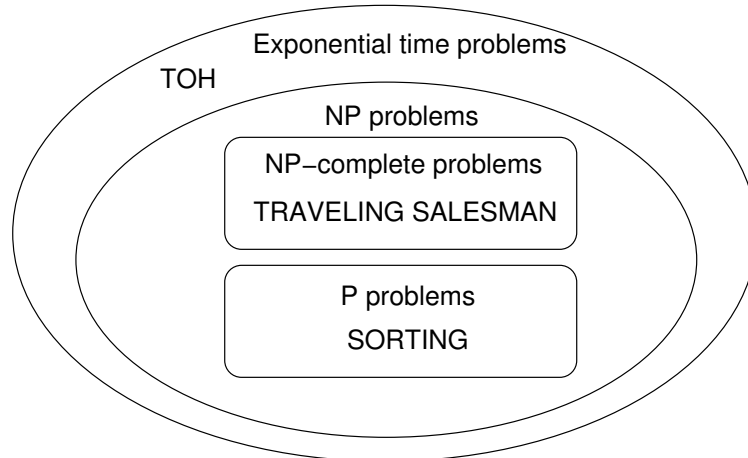 Exponential time problems
TOH
NP problems
NP−complete problems
TRAVELING SALESMAN
P problems
SORTING